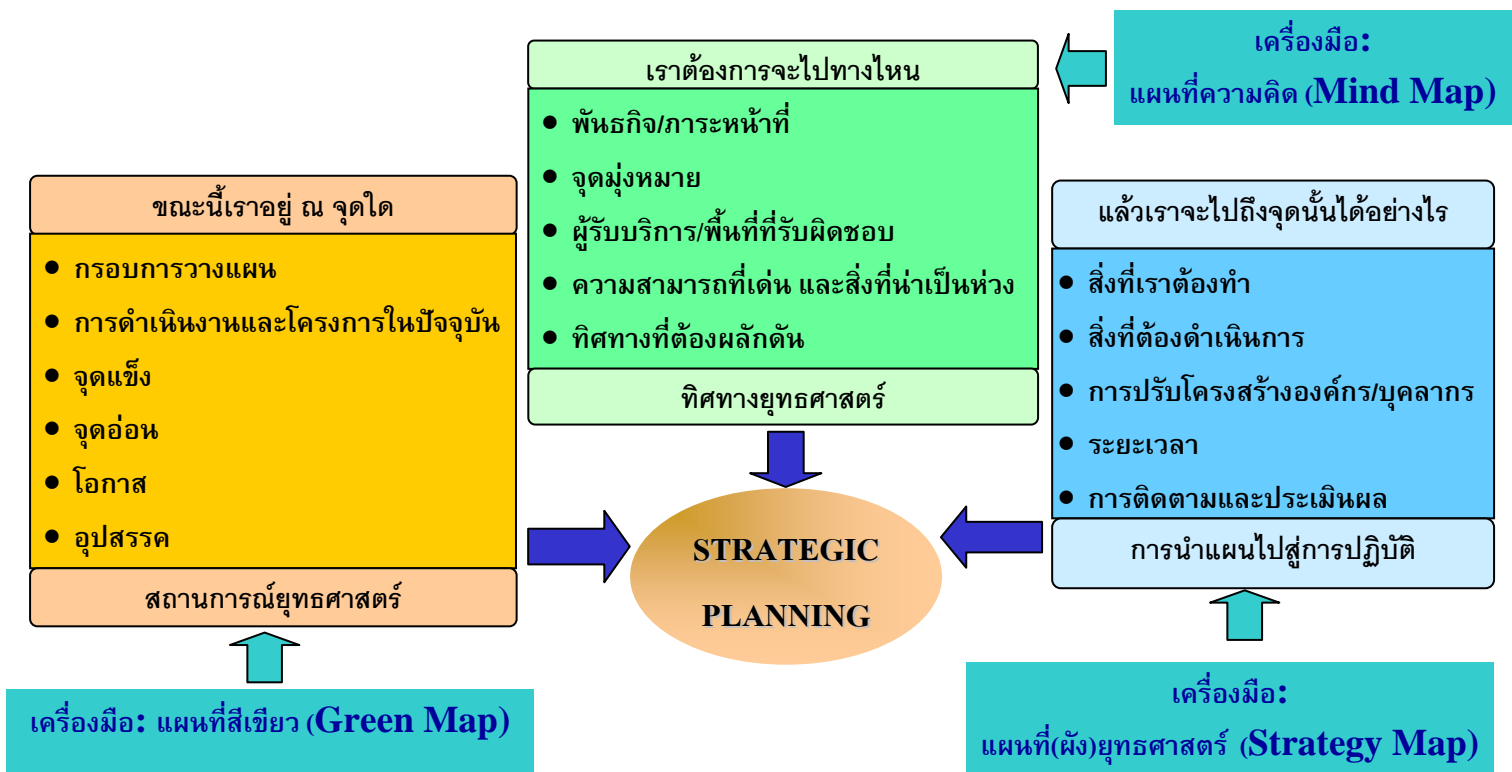 เครื่องมือ:
แผนที่ความคิด (Mind Map)
เราต้องการจะไปทางไหน
● พันธกิจ/ภาระหน้าที่
● จุดมุ่งหมาย
● ผู้รับบริการ/พื้นที่ที่รับผิดชอบ
● ความสามารถที่เด่น และสิ่งที่น่าเป็นห่วง
● ทิศทางที่ต้องผลักดัน
ทิศทางยุทธศาสตร์
ขณะนี้เราอยู่ ณ จุดใด
● กรอบการวางแผน
● การดำเนินงานและโครงการในปัจจุบัน
● จุดแข็ง
● จุดอ่อน
● โอกาส
● อุปสรรค
สถานการณ์ยุทธศาสตร์
แล้วเราจะไปถึงจุดนั้นได้อย่างไร
● สิ่งที่เราต้องทำ
● สิ่งที่ต้องดำเนินการ
● การปรับโครงสร้างองค์กร/บุคลากร
● ระยะเวลา
● การติดตามและประเมินผล
การนำแผนไปสู่การปฏิบัติ
STRATEGIC
PLANNING
เครื่องมือ: แผนที่สีเขียว (Green Map)
เครื่องมือ:
แผนที่(ผัง)ยุทธศาสตร์ (Strategy Map)